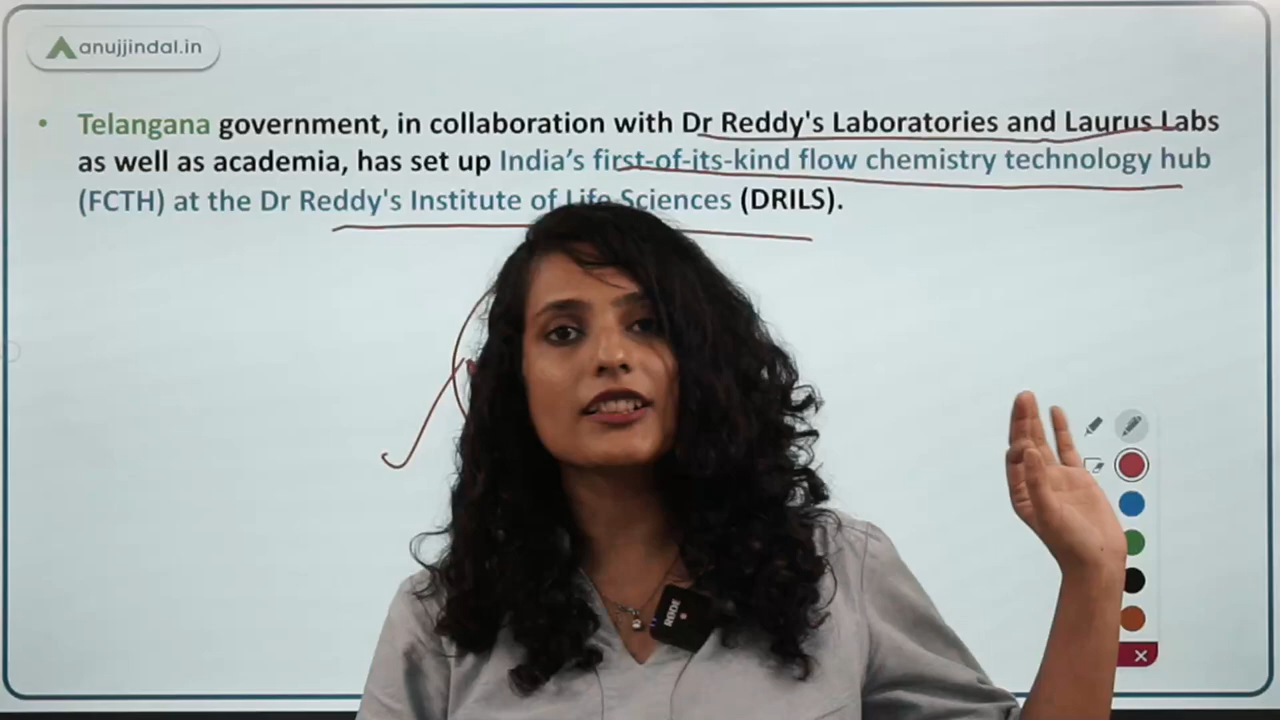 anujjindal.in
• Telangana government, in collaboration with Dr Reddy's Laboratories and Laurus Labs
as well as academia, has set up India's first-of-its-kind flow chemistry technology hub
(FCTH) at the Dr Reddy's Institute of Life Sciences (DRILS).
RODE